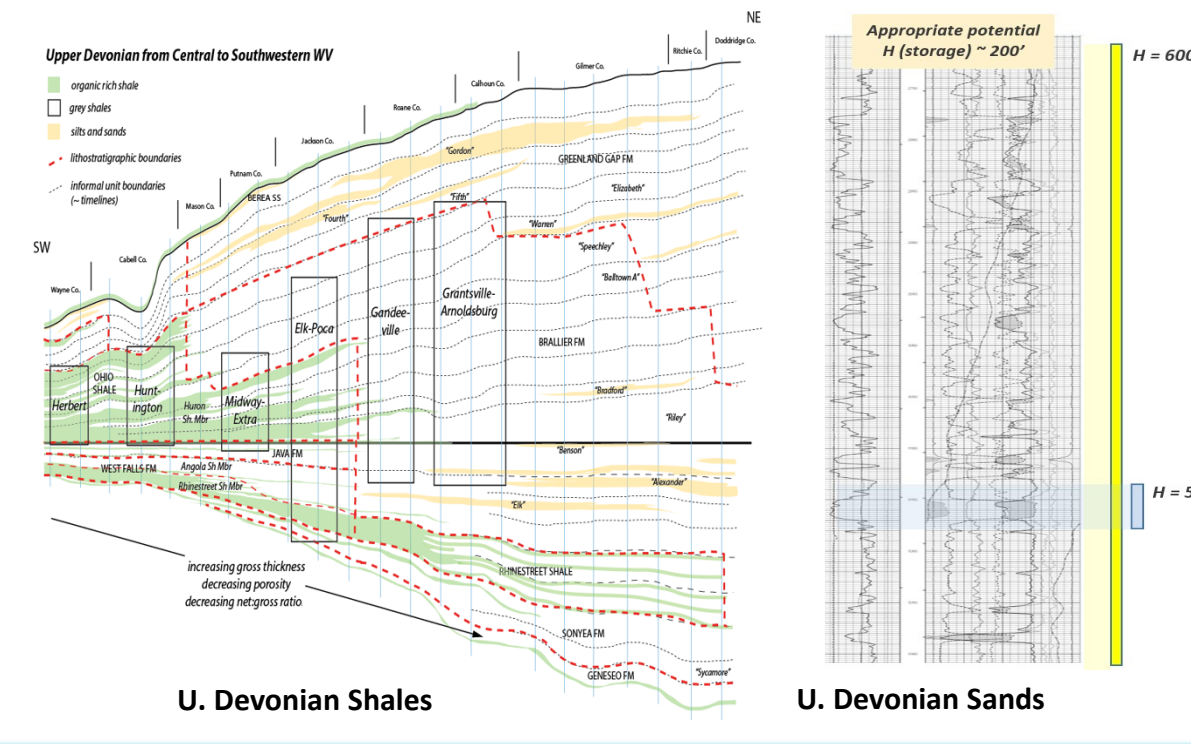 NE
Upper Devonian from Central to Southwestern WV
organic rich shale
grey shales
silts and sands
lithostratigraphic boundaries
informal unit boundaries
(~ timelines)
SW
Wayne Co.
Cabell Co.
Mason Co.
Putnam Co.
Jackson Co.
Roane Co.
Calhoun Co.
Gilmer Co.
Ritchie Co.
Doddridge Co.
BEREA SS
"Gordon"
GREENLAND GAP FM
"Fourth"
"Fifth"
"Elizabeth"
"Warren"
"Speechley"
"Balltown A"
Elk-Poca
Gandee-
ville
Grantsville-
Arnoldsburg
BRALLIER FM
OHIO
SHALE
Herbert
Hunt-
ington
Huron
Sh. Mbr
Midway-
Extra
"Bradford"
"Riley"
JAVA FM
"Benson"
WEST FALLS FM
Angola Sh Mbr
Rhinestreet Sh Mbr
"Alexander"
"Elk"
increasing gross thickness
decreasing porosity
decreasing net:gross ratio
RHINESTREET SHALE
SONYEA FM
GENESEO FM
"Sycamore"
U. Devonian Shales
Appropriate potential
H (storage) ~ 200'
H = 600
H = 5
U. Devonian Sands